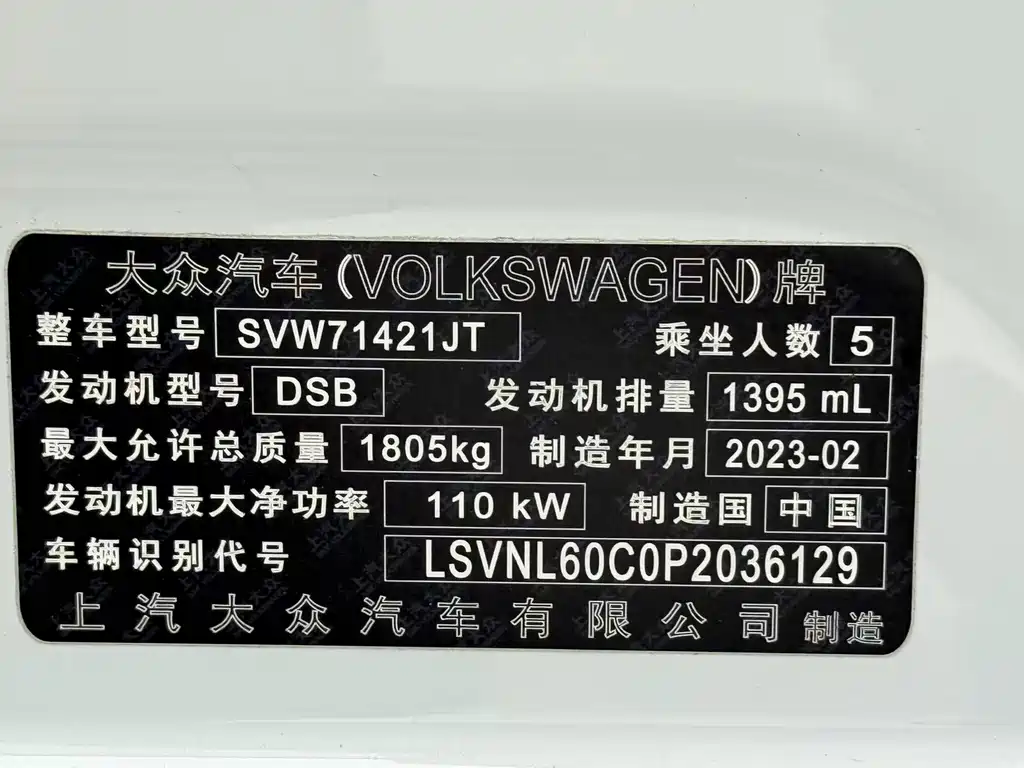 大众汽车(VOLKSWAGEN)牌
整车型号 SVW71421JT 乘坐人数 5
发动机型号 DSB 发动机排量 1395 mL
最大允许总质量 1805kg 制造年月 2023-02
发动机最大净功率 110 kW 制造国 中国
车辆识别代号 LSVNL60C0P2036129
上汽大众汽车有限公司 制造